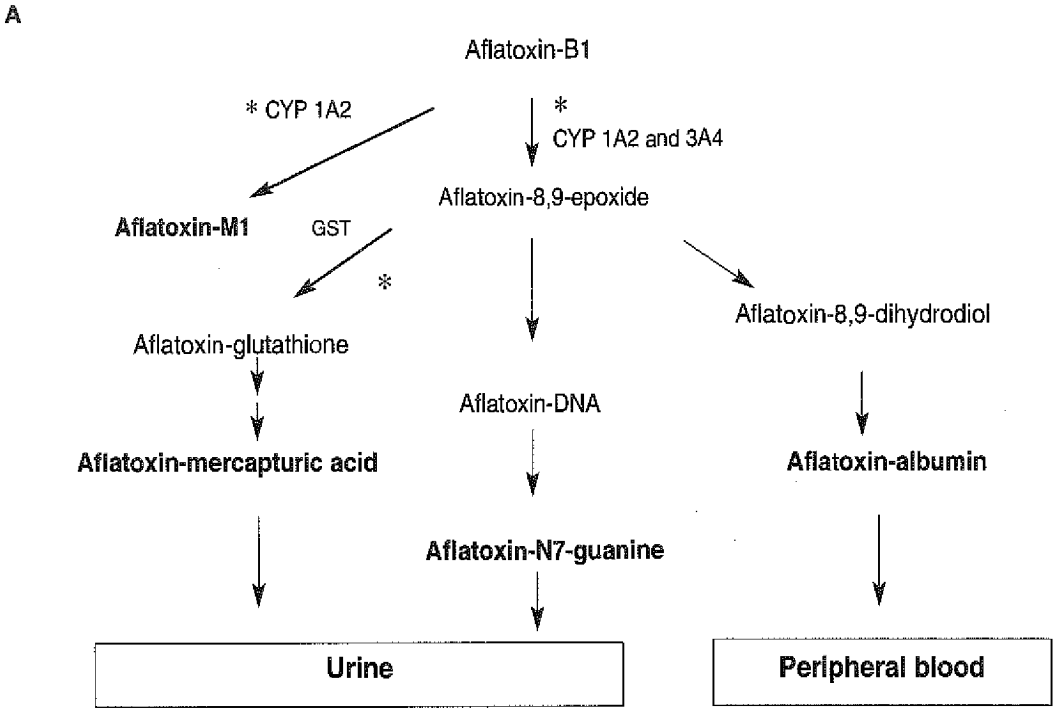 A
Aflatoxin-B1
* CYP 1A2
*
CYP 1A2 and 3A4
Aflatoxin-8,9-epoxide
Aflatoxin-M1
GST
*
Aflatoxin-8,9-dihydrodiol
Aflatoxin-glutathione
Aflatoxin-DNA
Aflatoxin-mercapturic acid
Aflatoxin-albumin
Aflatoxin-N7-guanine
Urine
Peripheral blood